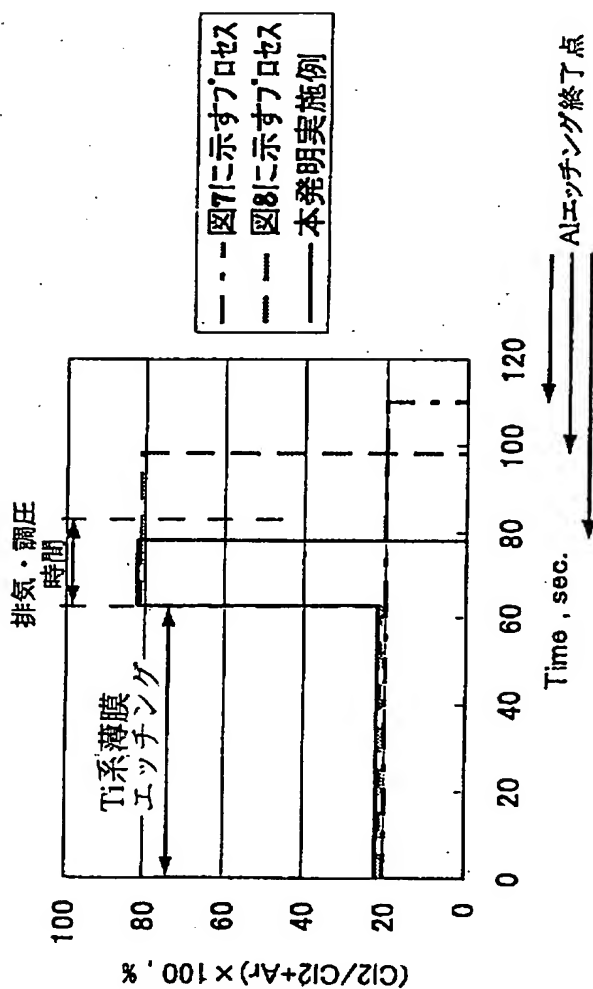 排気・調圧
時間
Ti系薄膜
エッチング
(Cl2/Cl2+Ar)×100, %
100
80
60
40
20
0
0
20
40
60
80
100
120
Time, sec.
図7に示すプロセス
図8に示すプロセス
本発明実施例
Alエッチング終了点